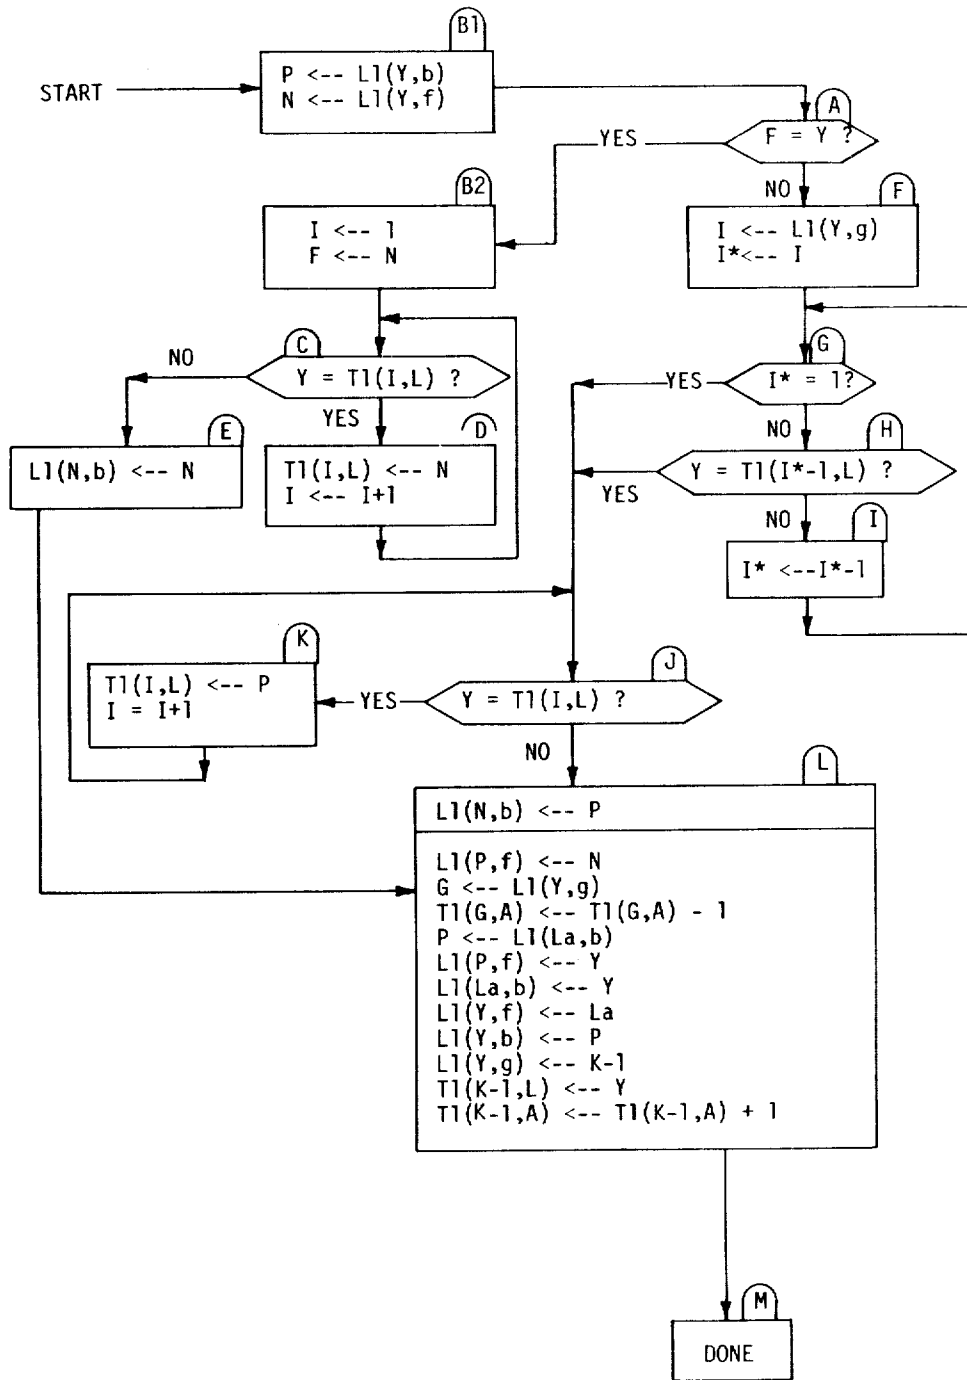 B1
P <-- L1(Y,b)
N <-- L1(Y,f)
START
A
F = Y ?
YES
NO
B2
I <-- 1
F <-- N
F
I <-- L1(Y,g)
I*<-- I
C
Y = T1(I,L) ?
NO
YES
G
I* = 1?
YES
NO
E
L1(N,b) <-- N
D
T1(I,L) <-- N
I <-- I+1
H
Y = T1(I*-1,L) ?
YES
NO
I
I* <--I*-1
K
T1(I,L) <-- P
I = I+1
J
Y = T1(I,L) ?
YES
NO
L
L1(N,b) <-- P
L1(P,f) <-- N
G <-- L1(Y,g)
T1(G,A) <-- T1(G,A) - 1
P <-- L1(La,b)
L1(P,f) <-- Y
L1(La,b) <-- Y
L1(Y,f) <-- La
L1(Y,b) <-- P
L1(Y,g) <-- K-1
T1(K-1,L) <-- Y
T1(K-1,A) <-- T1(K-1,A) + 1
M
DONE